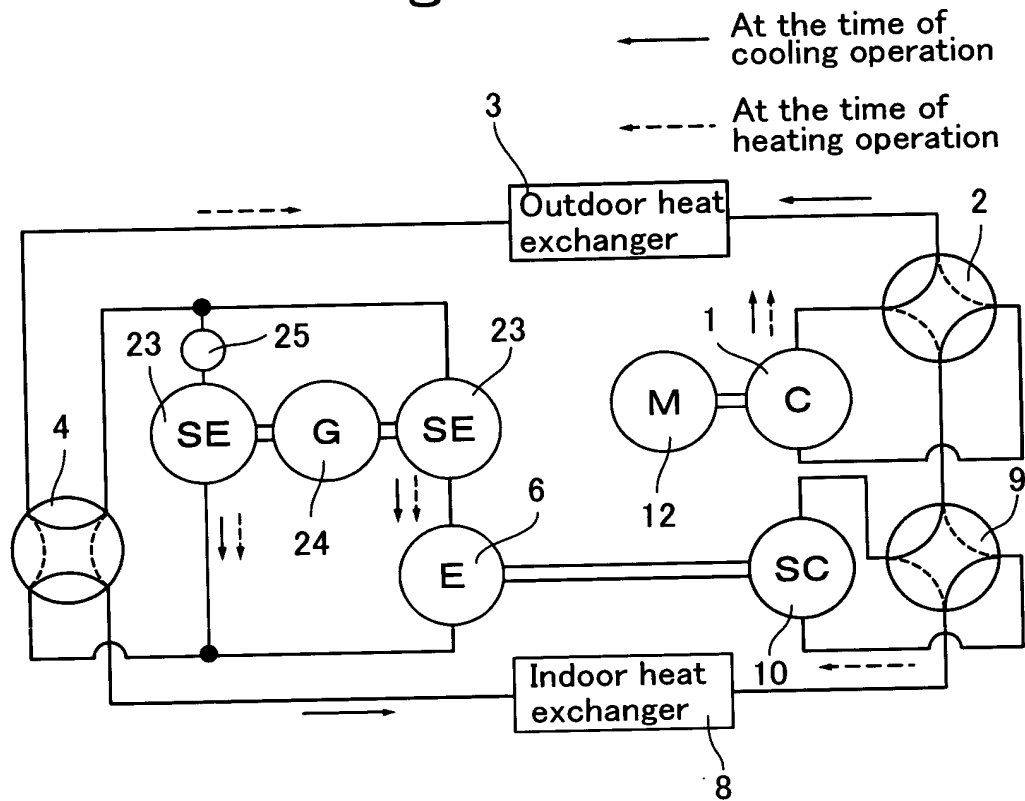 g
At the time of
cooling operation
At the time of
heating operation
3
Outdoor heat
exchanger
2
1
23
25
23
M
C
SE
G
SE
4
6
9
12
24
E
SC
10
Indoor heat
exchanger
8